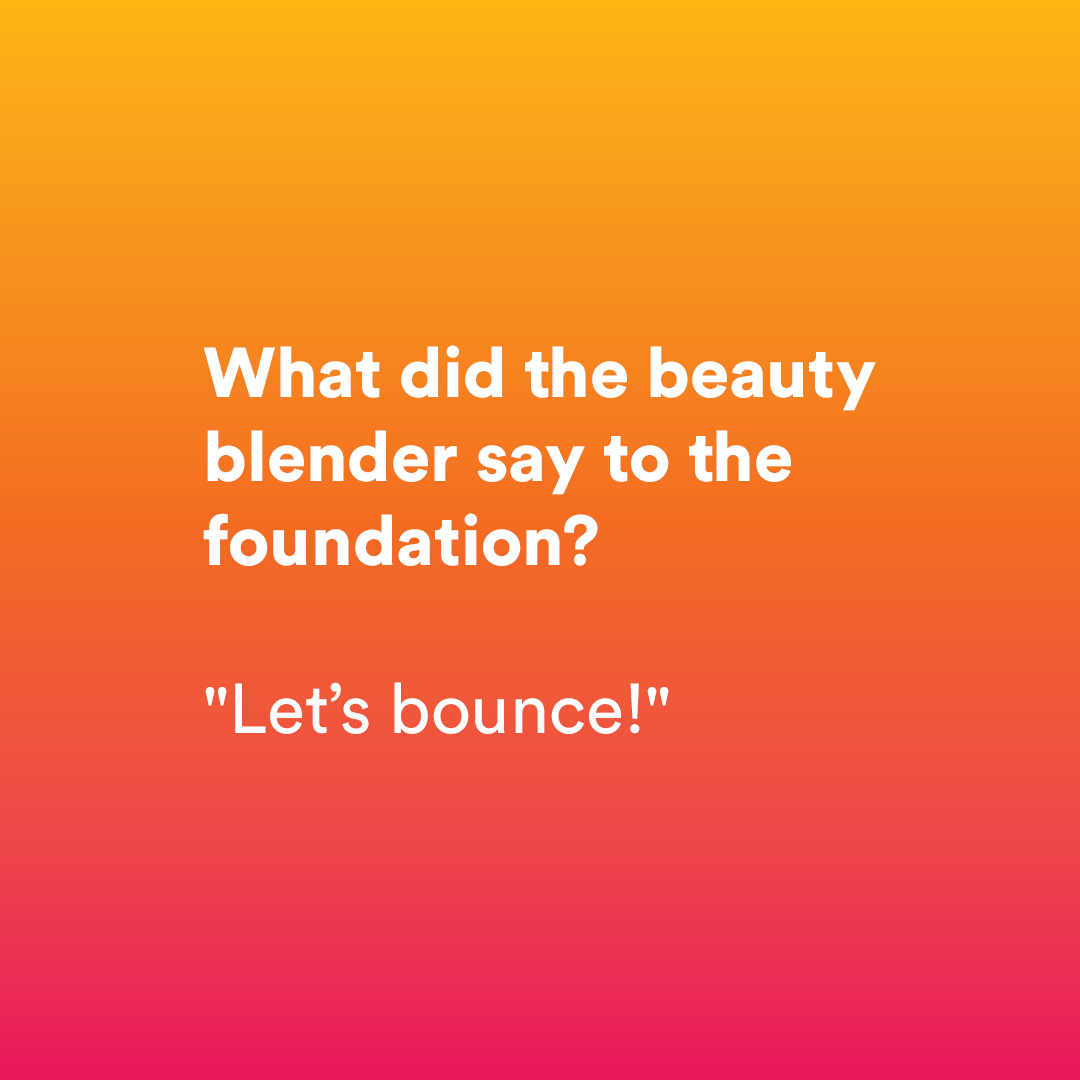 What did the beauty
blender say to the
foundation?
"Let’s bounce!"